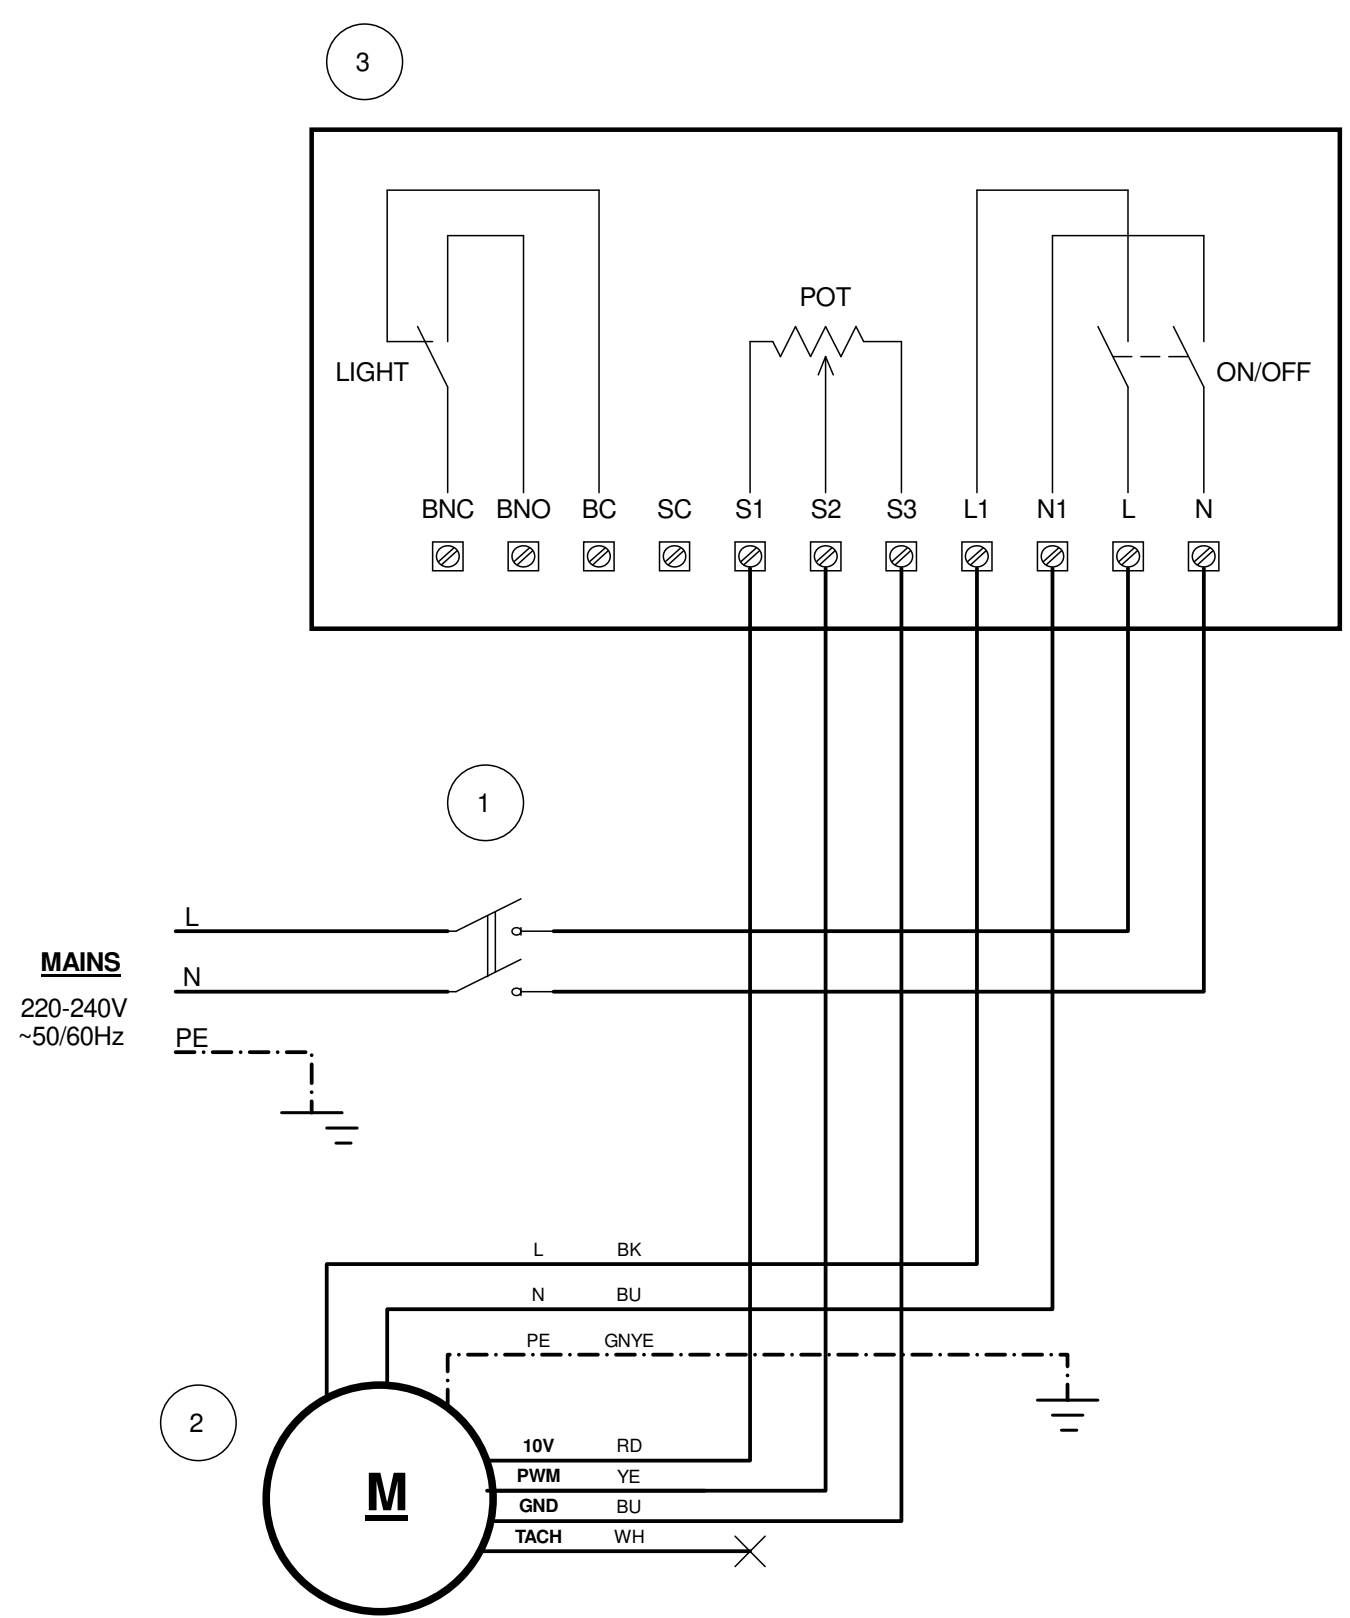 3
POT
LIGHT
ON/OFF
BNC BNO BC SC S1 S2 S3 L1 N1 L N
1
L
MAINS
N
220-240V
~50/60Hz
PE
L BK
N BU
PE GNYE
2
10V RD
M
PWM YE
GND BU
TACH WH